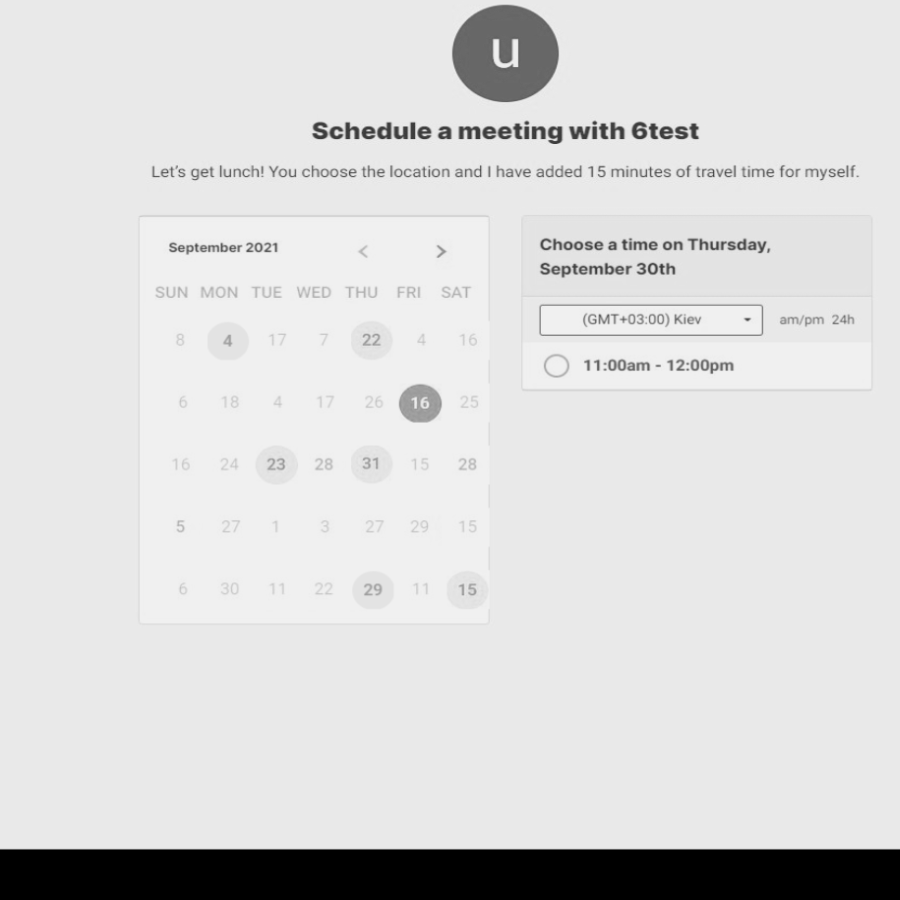 u
Schedule a meeting with 6test
Let's get lunch! You choose the location and I have added 15 minutes of travel time for myself.
September 2021 < >
SUN MON TUE WED THU FRI SAT
8 4 17 7 22 4 16
6 18 4 17 26 16 25
16 24 23 28 31 15 28
5 27 1 3 27 29 15
6 30 11 22 29 11 15
Choose a time on Thursday,
September 30th
(GMT+03:00) Kiev am/pm 24h
11:00am - 12:00pm